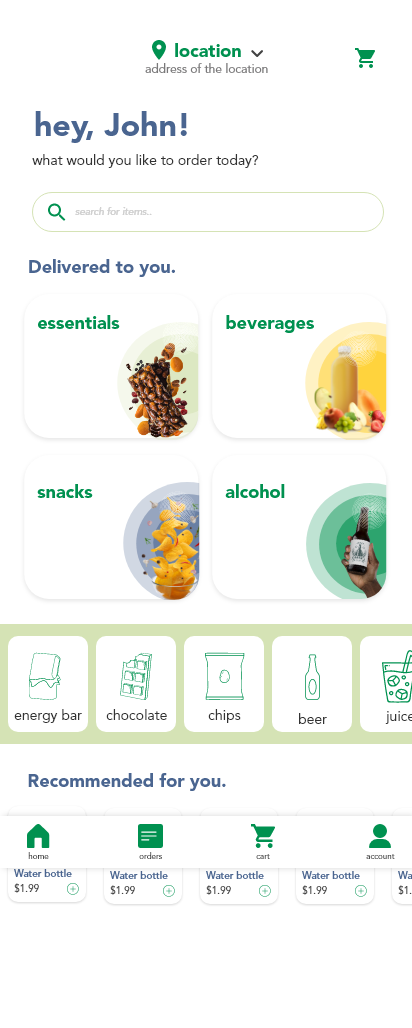 location
address of the location
hey, John!
what would you like to order today?
search for items..
Delivered to you.
essentials
beverages
snacks
alcohol
energy bar
chocolate
chips
beer
juice
Recommended for you.
home
orders
cart
account
Water bottle
Water bottle
Water bottle
Water bottle
Wa
$1.99
$1.99
$1.99
$1.99
$1.